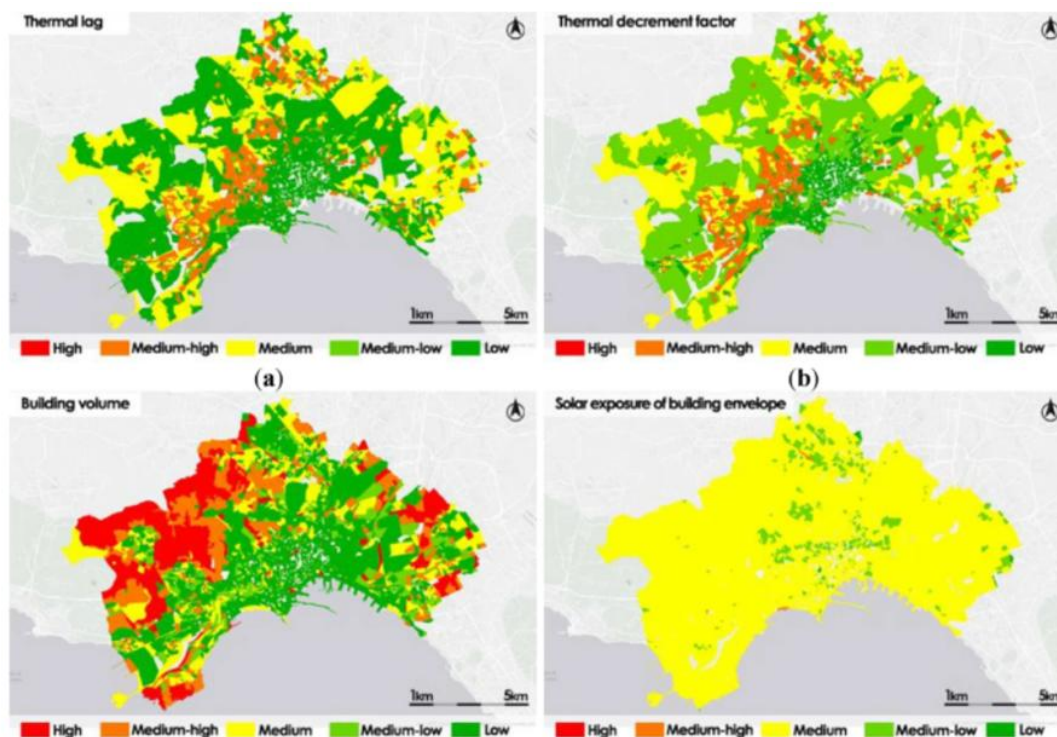 Thermal lag
Thermal decrement factor
1km 5km
1km 5km
High Medium-high Medium Medium-low Low
High Medium-high Medium Medium-low Low
(a)
(b)
Building volume
Solar exposure of building envelope
1km 5km
1km 5km
High Medium-high Medium Medium-low Low
High Medium-high Medium Medium-low Low